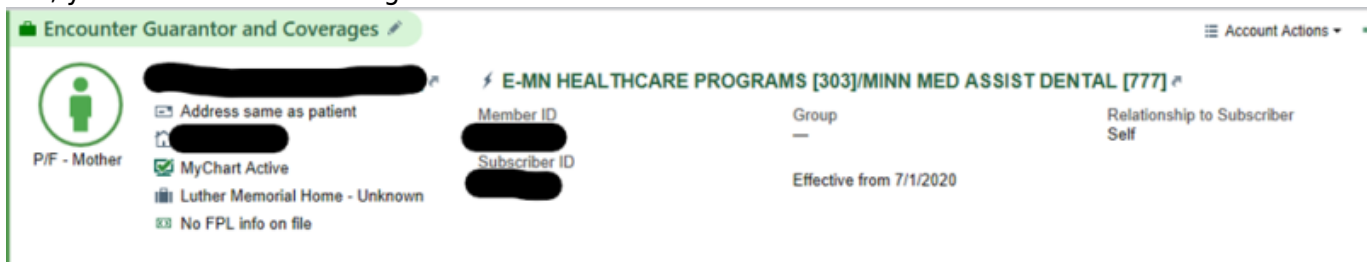 Encounter Guarantor and Coverages
Account Actions
E-MN HEALTHCARE PROGRAMS [303]/MINN MED ASSIST DENTAL [777]
Address same as patient
Member ID
Group
—
Relationship to Subscriber
Self
P/F - Mother
MyChart Active
Subscriber ID
Luther Memorial Home - Unknown
Effective from 7/1/2020
No FPL info on file